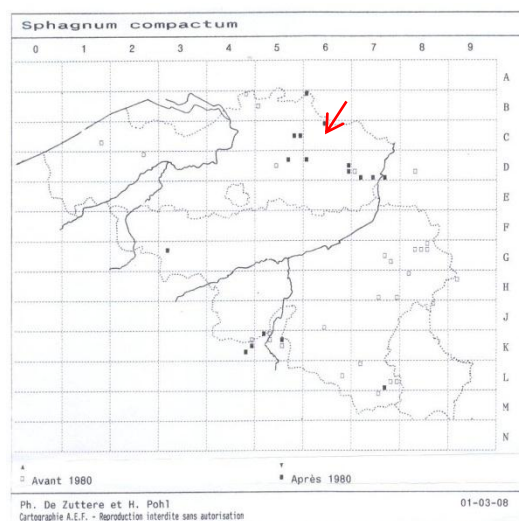 Sphagnum compactum
0 1 2 3 4 5 6 7 8 9
A
B
C
D
E
F
G
H
K
L
M
N
Avant 1980 Après 1980
Ph. De Zuttere et H. Pohl 01-03-08
Cartographie A.E.F. - Reproduction interdite sans autorisation